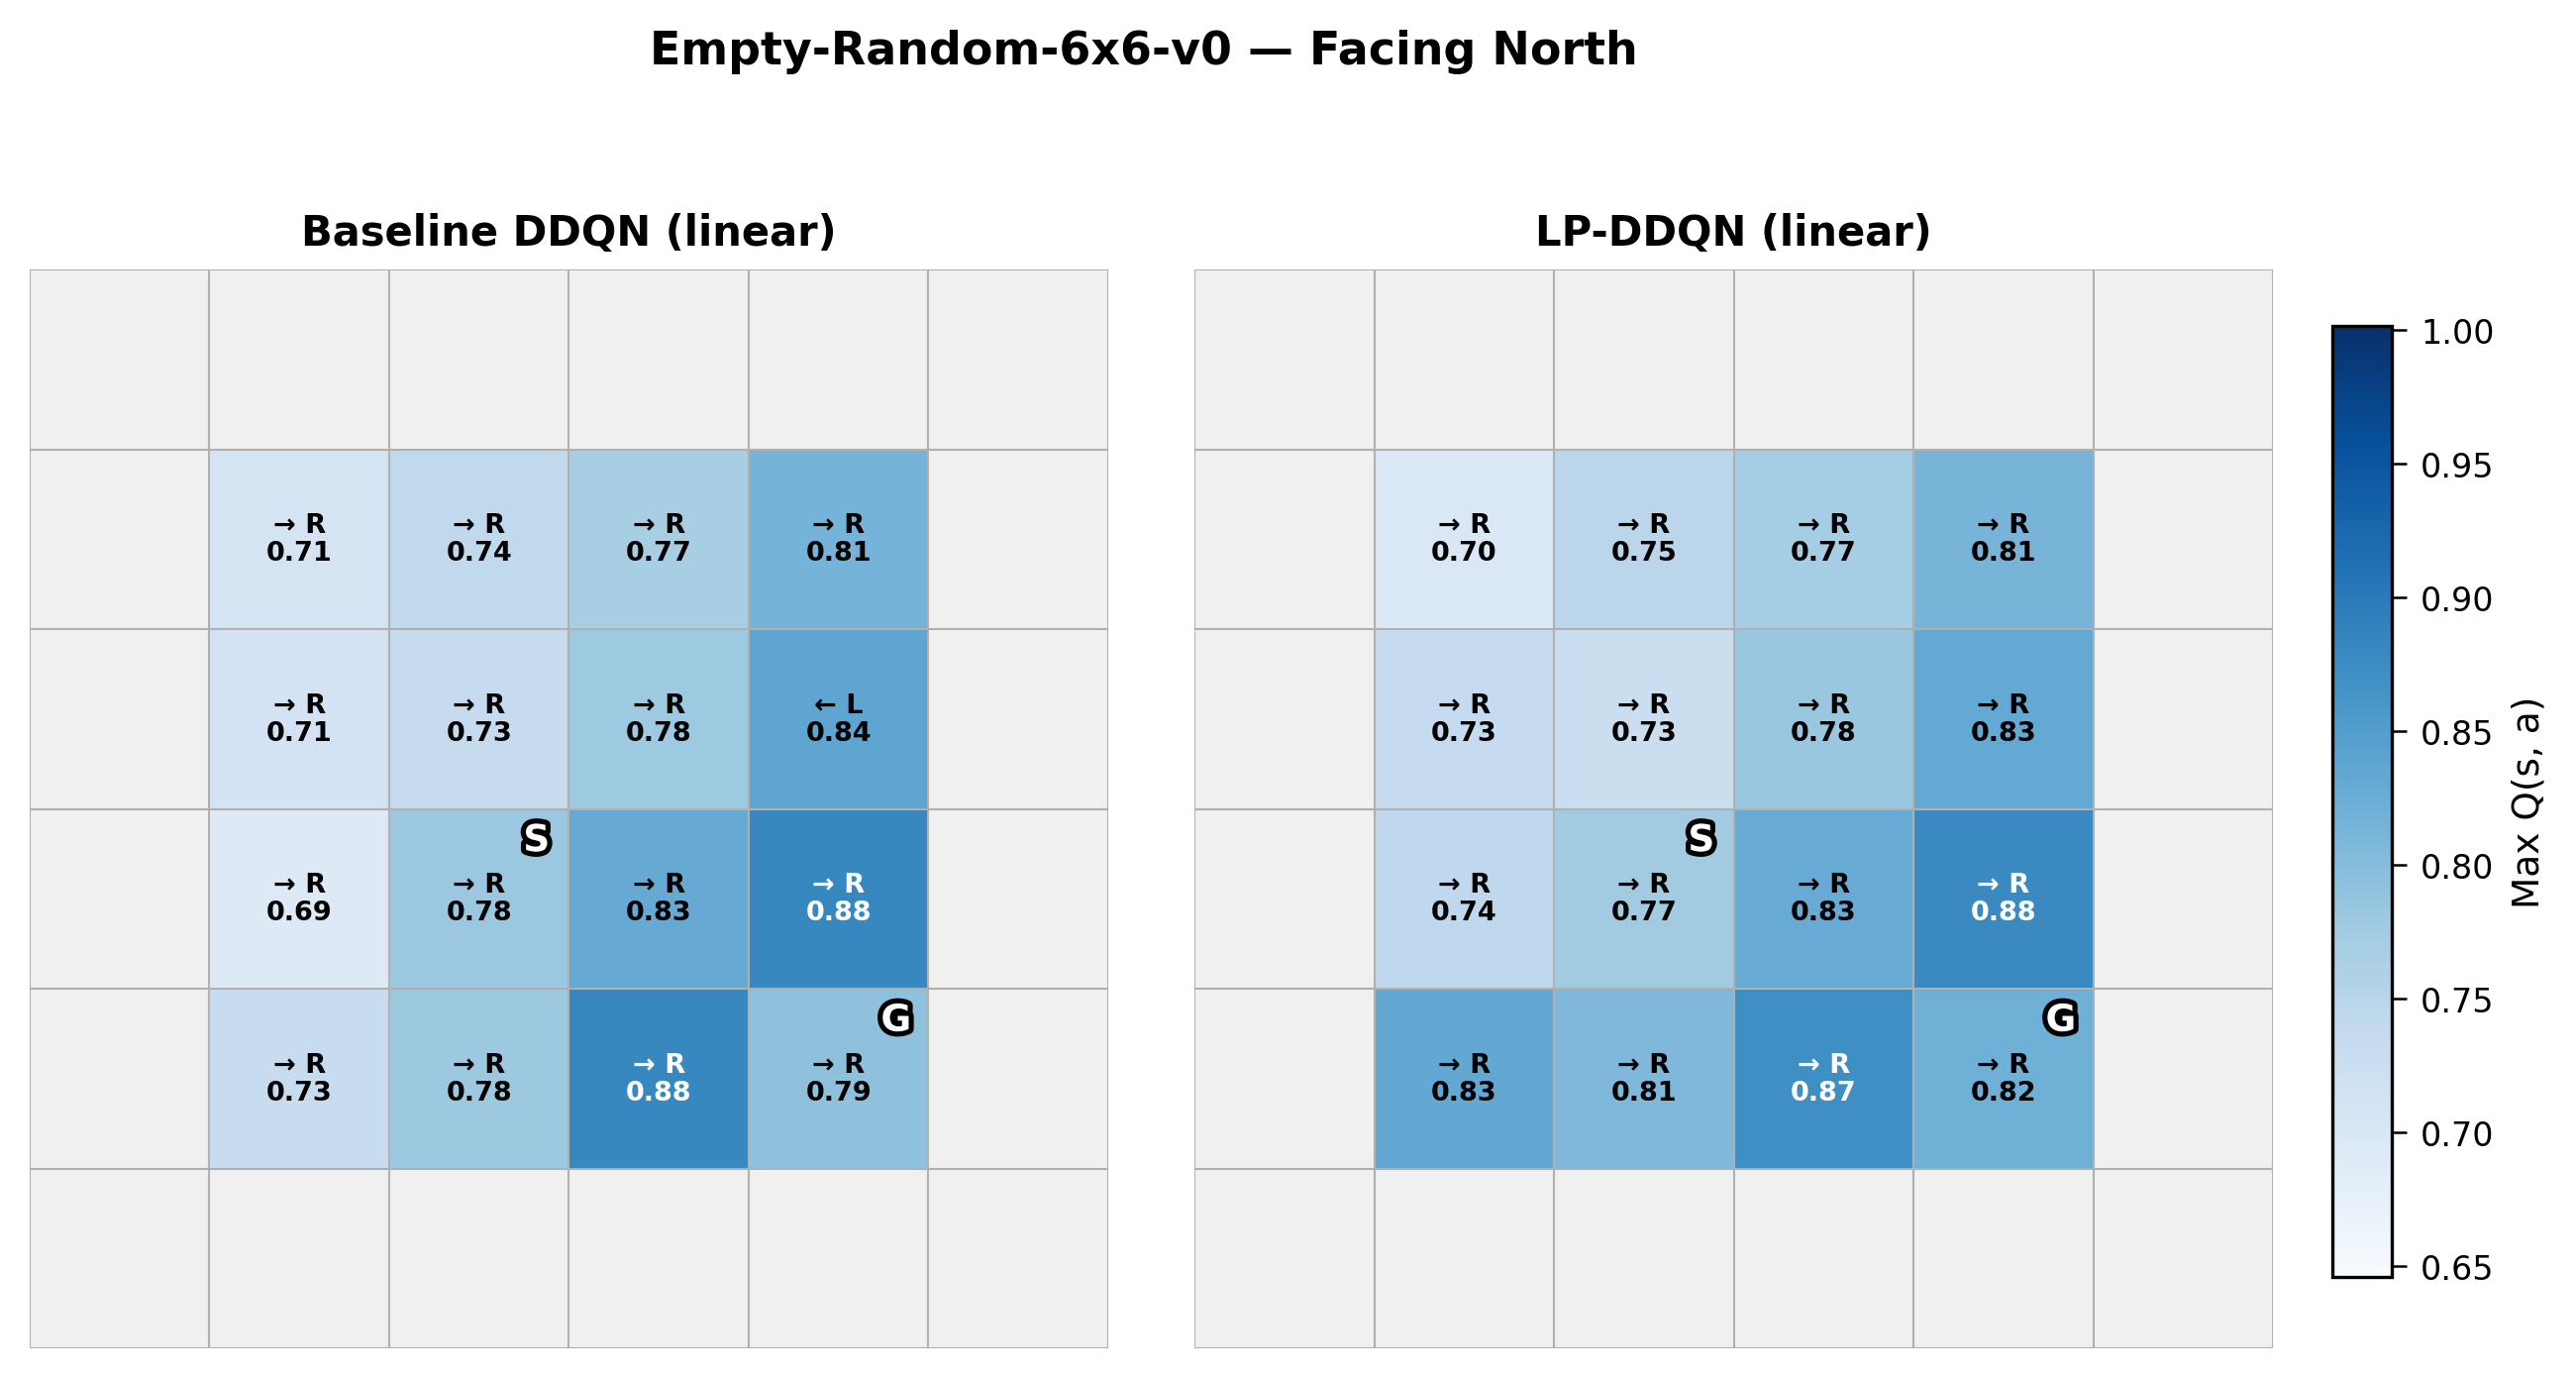 Empty-Random-6x6-v0 — Facing North
Baseline DDQN (linear)
→ R → R → R → R
0.71 0.74 0.77 0.81
→ R → R → R ← L
0.71 0.73 0.78 0.84
S
→ R → R → R → R
0.69 0.78 0.83 0.88
G
→ R → R → R → R
0.73 0.78 0.88 0.79
LP-DDQN (linear)
→ R → R → R → R
0.70 0.75 0.77 0.81
→ R → R → R → R
0.73 0.73 0.78 0.83
S
→ R → R → R → R
0.74 0.77 0.83 0.88
G
→ R → R → R → R
0.83 0.81 0.87 0.82
1.00
0.95
0.90
0.85
0.80
0.75
0.70
0.65
Max Q(s, a)